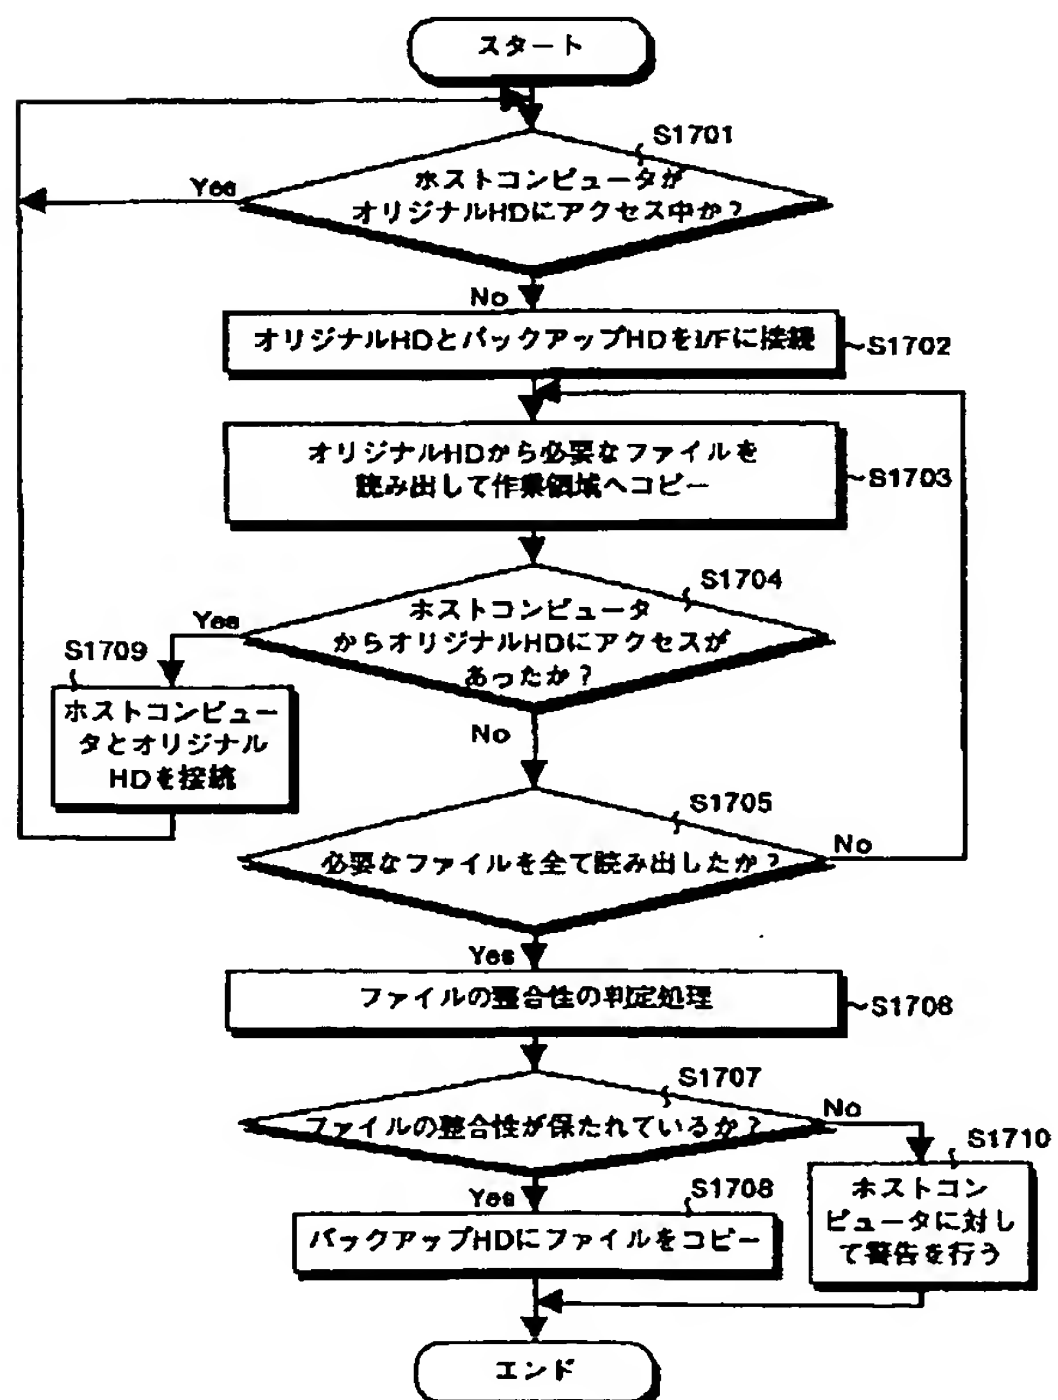 スタート
S1701
ホストコンピュータが
オリジナルHDにアクセス中か？
Yes
No
オリジナルHDとバックアップHDをI/Fに接続
S1702
オリジナルHDから必要なファイルを
読み出して作業領域へコピー
S1703
S1704
ホストコンピュータ
からオリジナルHDにアクセスが
あったか？
Yes
S1709
ホストコンピュー
タとオリジナル
HDを接続
No
S1705
必要なファイルを全て読み出したか？
No
Yes
ファイルの整合性の判定処理
S1706
S1707
ファイルの整合性が保たれているか？
No
S1710
ホストコン
ピュータに対し
て警告を行う
Yes
S1708
バックアップHDにファイルをコピー
エンド